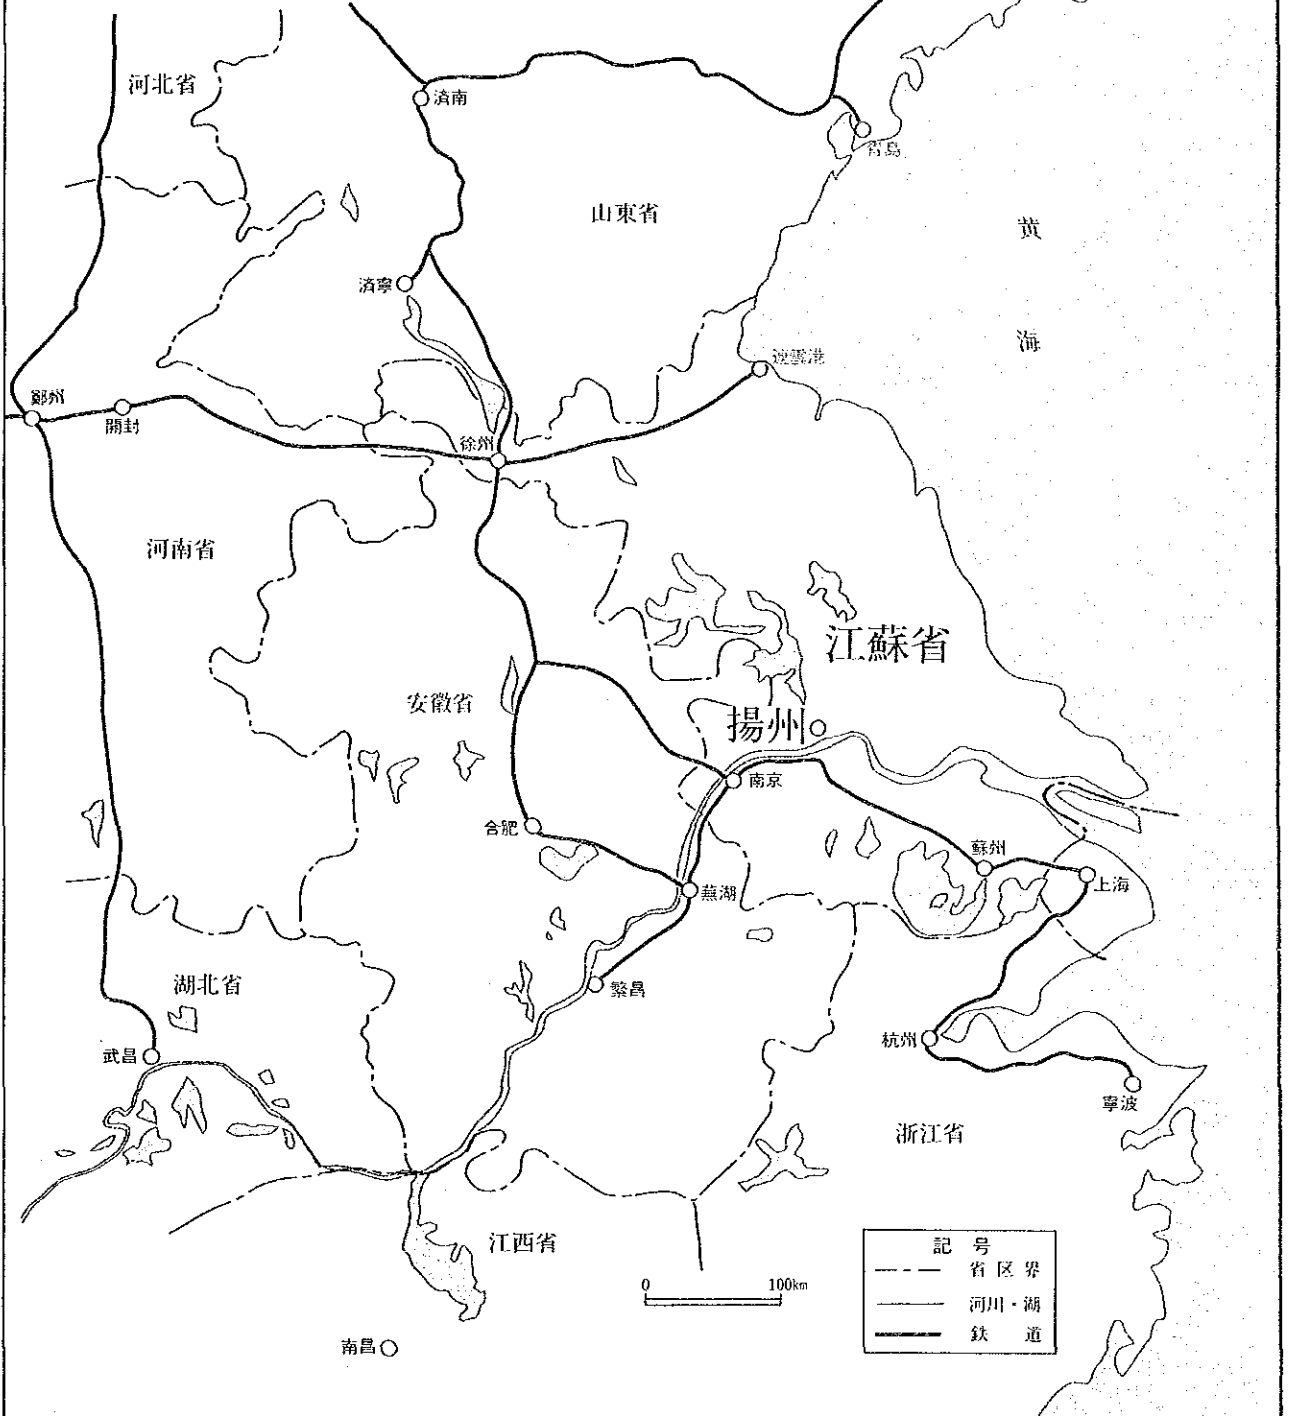 河北省
済南
青島
山東省
黄
海
済寧
連雲港
鄭州
開封
徐州
河南省
江蘇省
安徽省
揚州
南京
合肥
蘇州
上海
蕪湖
湖北省
繁昌
武昌
杭州
寧波
浙江省
江西省
0 100km
南昌
記号
省区界
河川・湖
鉄道